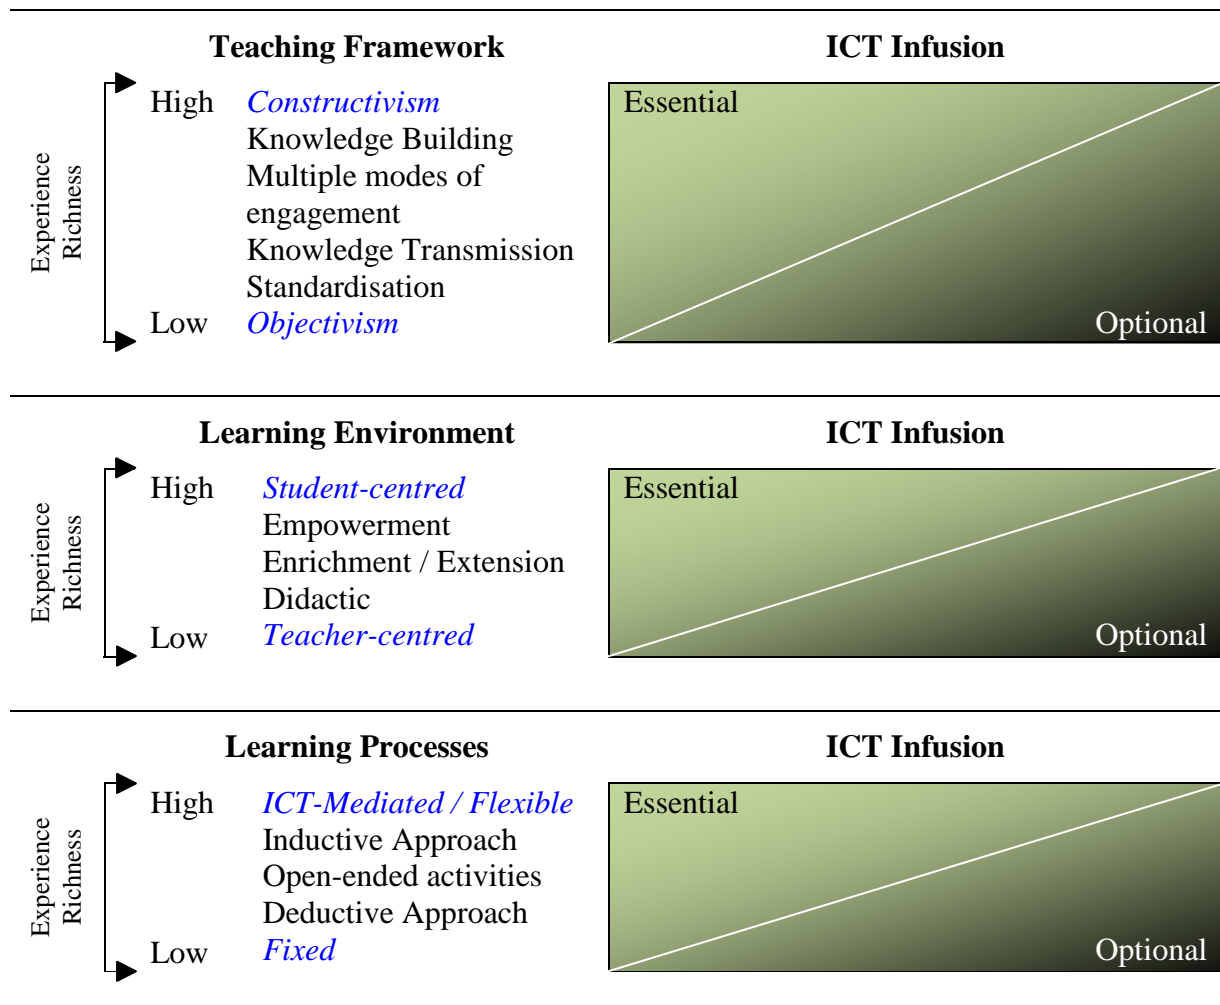 Teaching Framework
ICT Infusion
Experience
Richness
High
Constructivism
Knowledge Building
Multiple modes of
engagement
Knowledge Transmission
Standardisation
Low
Objectivism
Essential
Optional
Learning Environment
ICT Infusion
Experience
Richness
High
Student-centred
Empowerment
Enrichment / Extension
Didactic
Low
Teacher-centred
Essential
Optional
Learning Processes
ICT Infusion
Experience
Richness
High
ICT-Mediated / Flexible
Inductive Approach
Open-ended activities
Deductive Approach
Low
Fixed
Essential
Optional